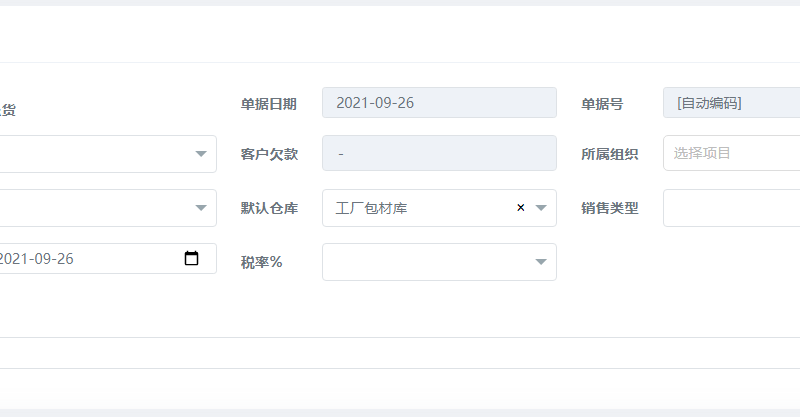 单据日期 2021-09-26 单据号 [自动编码]
货
客户欠款 - 所属组织 选择项目
默认仓库 工厂包材库 × 销售类型
2021-09-26 税率%